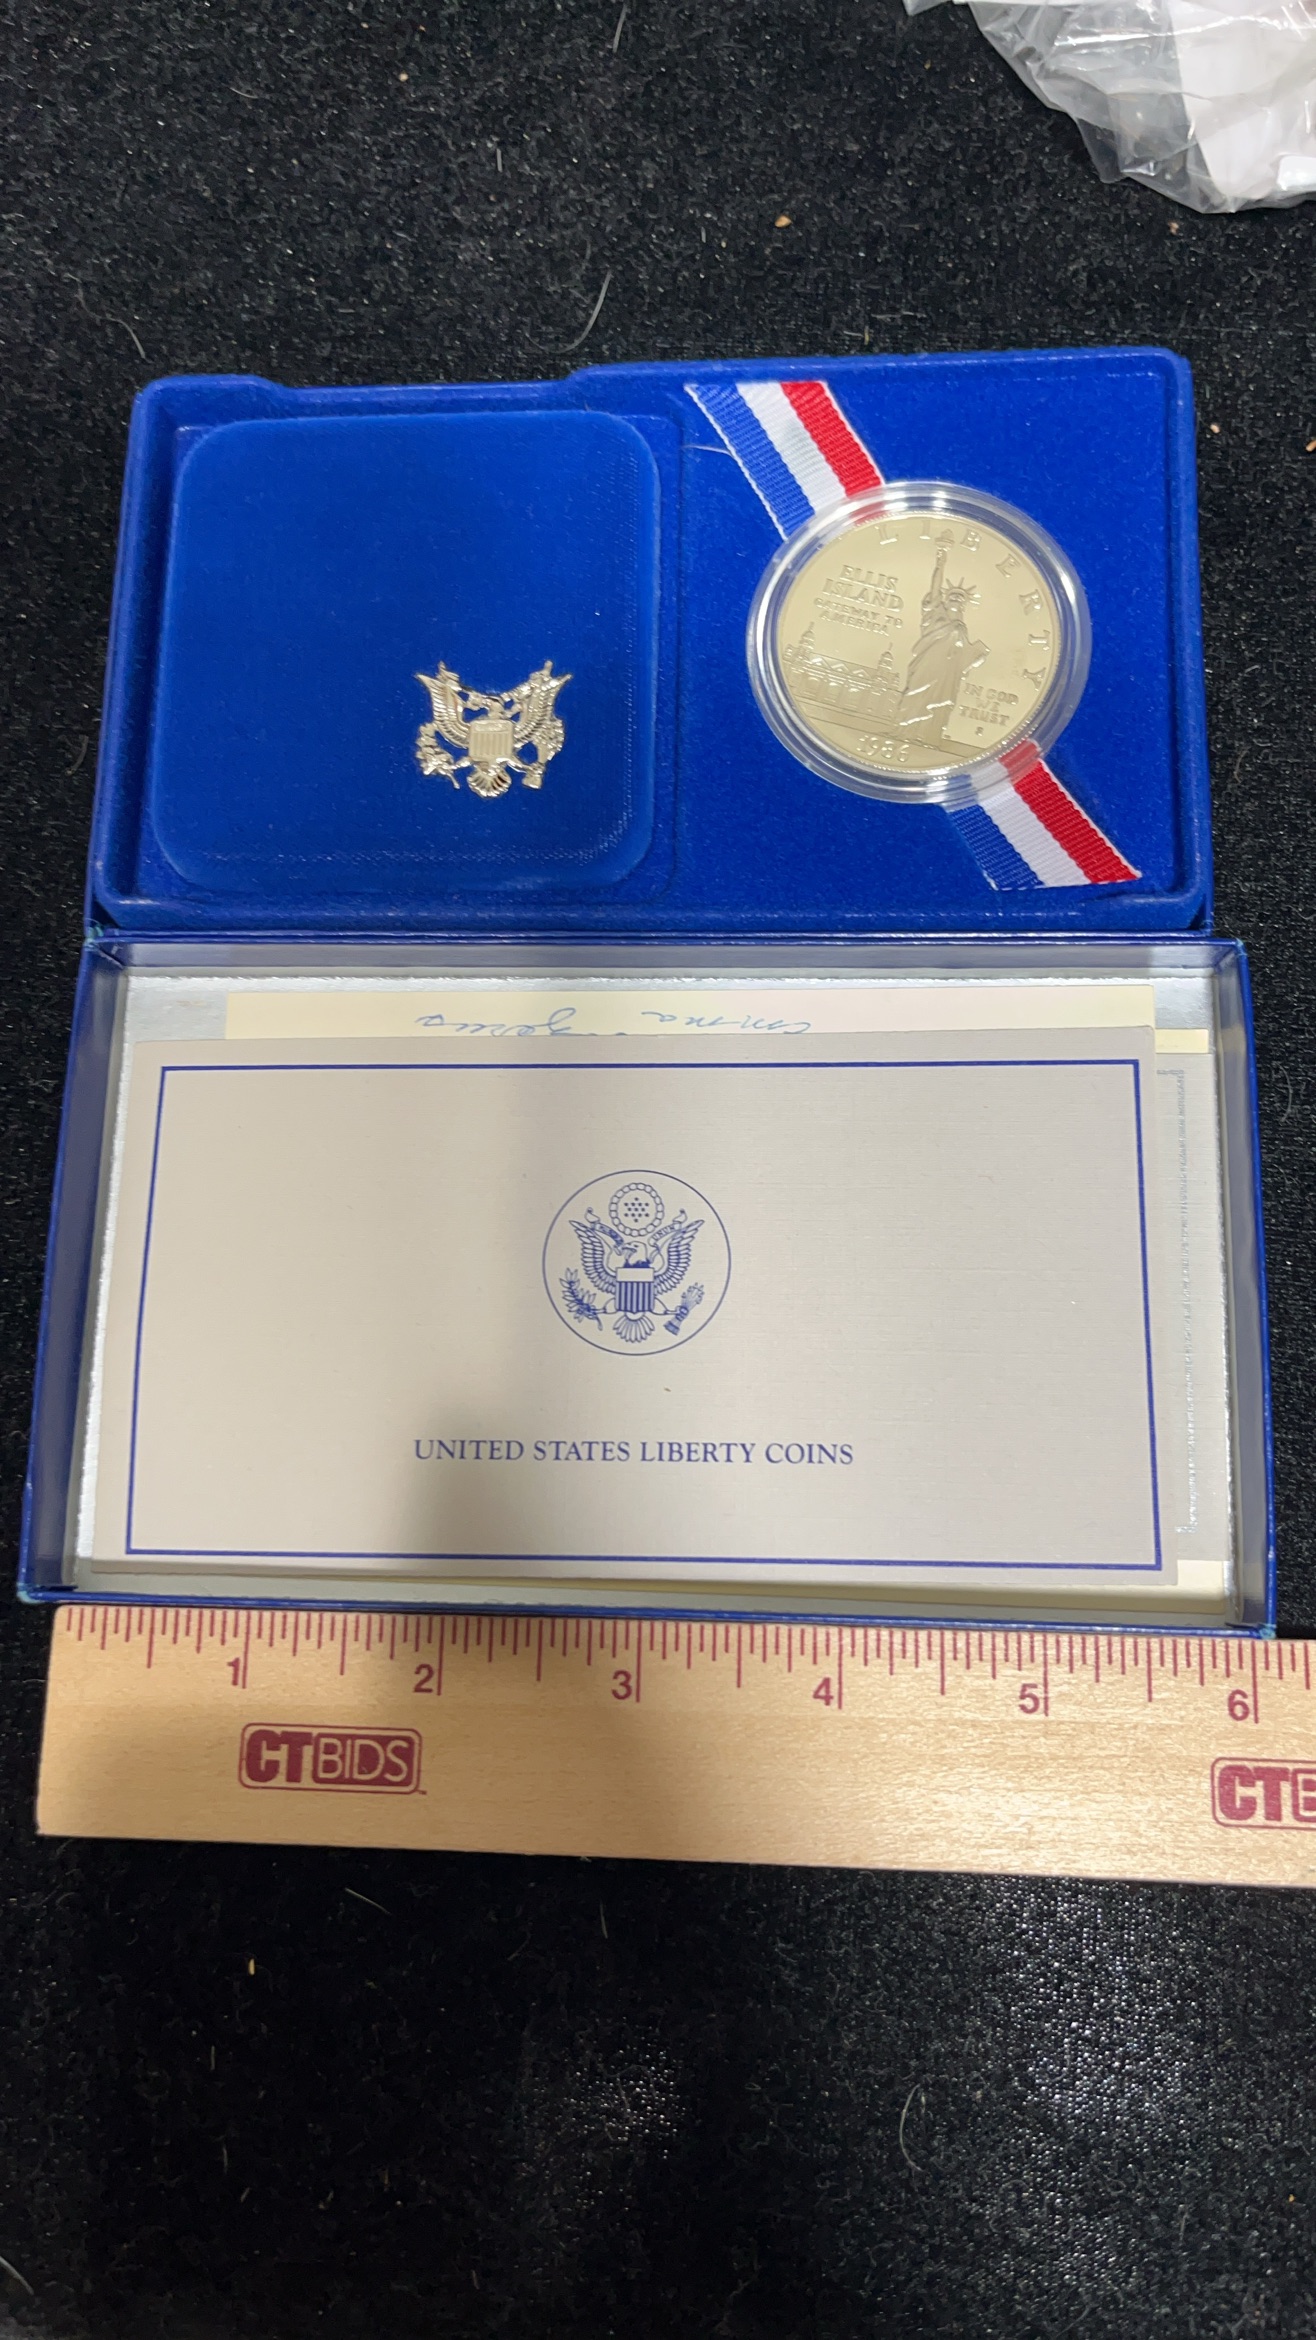 LIBERTY
ELLIS
ISLAND
GATEWAY TO
AMERICA
IN GOD
WE
TRUST
S
1986
UNITED STATES LIBERTY COINS
1 2 3 4 5 6
CTBIDS